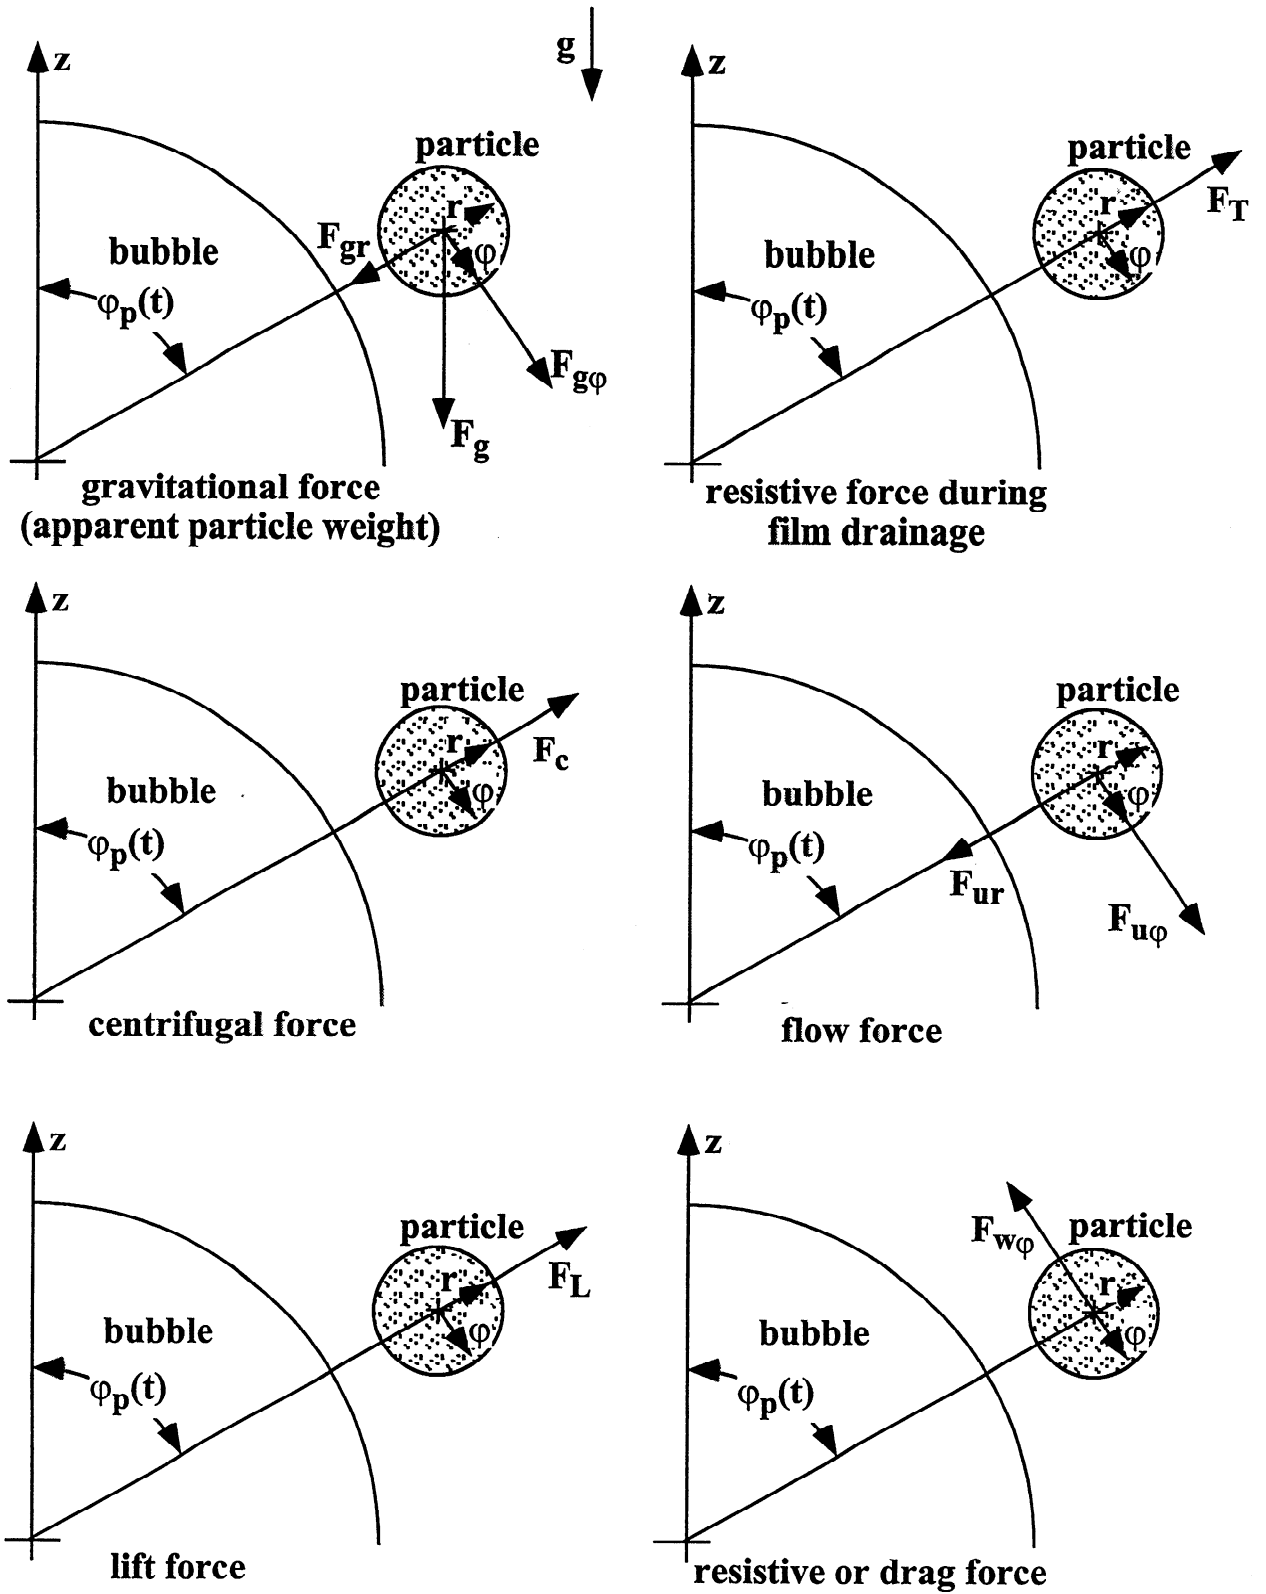 z
g
particle
r
F_gr
φ
bubble
φ_p(t)
F_gφ
F_g
gravitational force
(apparent particle weight)
z
particle
r
F_T
φ
bubble
φ_p(t)
resistive force during
film drainage
z
particle
r
F_c
φ
bubble
φ_p(t)
centrifugal force
z
particle
r
φ
bubble
φ_p(t)
F_ur
F_uφ
flow force
z
particle
r
F_L
φ
bubble
φ_p(t)
lift force
z
F_wφ
particle
r
φ
bubble
φ_p(t)
resistive or drag force